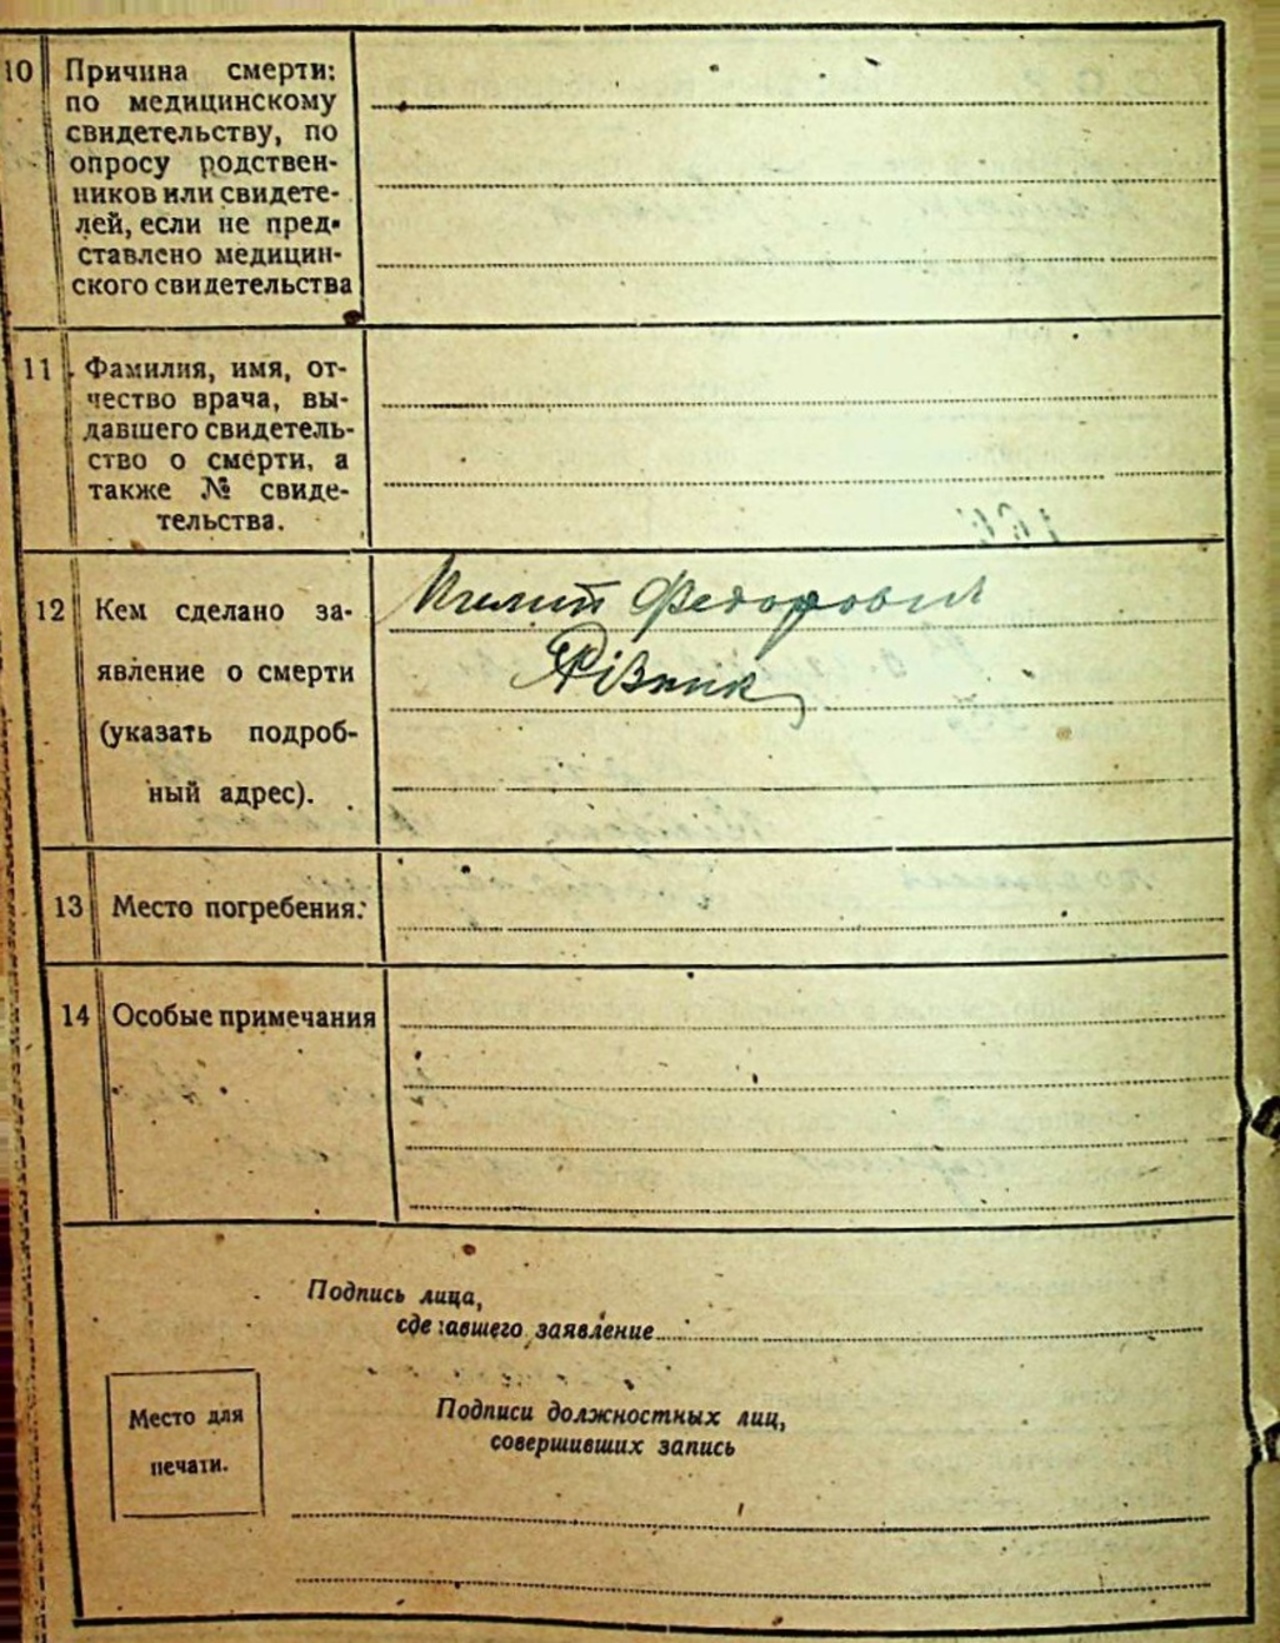 10 Причина смерти:
по медицинскому
свидетельству, по
опросу родствен-
ников или свидете-
лей, если не пред-
ставлено медицин-
ского свидетельства
11 Фамилия, имя, от-
чество врача, вы-
давшего свидетель-
ство о смерти, а
также № свиде-
тельства.
12 Кем сделано за-
явление о смерти
(указать подроб-
ный адрес).
Федорович
Рiзник
13 Место погребения:
14 Особые примечания
Подпись лица,
сделавшего заявление
Подписи должностных лиц,
совершивших запись
Место для
печати.